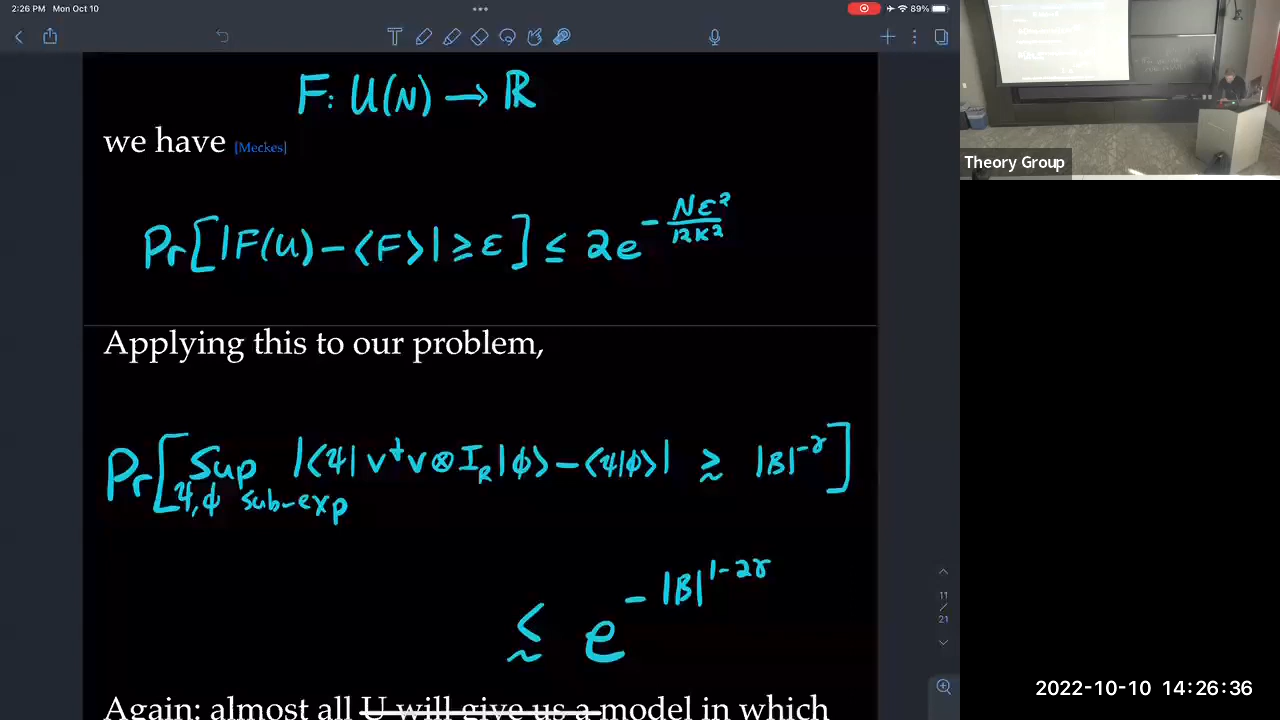 2:26 PM Mon Oct 10
89%
F: U(N) → ℝ
we have [Meckes]
Pr[|F(U) − ⟨F⟩| ≥ ε] ≤ 2e^{−Nε²/12K²}
Applying this to our problem,
Pr[sup_{ψ,φ sub-exp} |⟨ψ|V†V⊗I_R|φ⟩ − ⟨ψ|φ⟩| ≳ |B|^{−γ}]
≲ e^{−|B|^{1−2γ}}
Again: almost all U will give us a model in which
11
/
21
Theory Group
2022-10-10 14:26:36